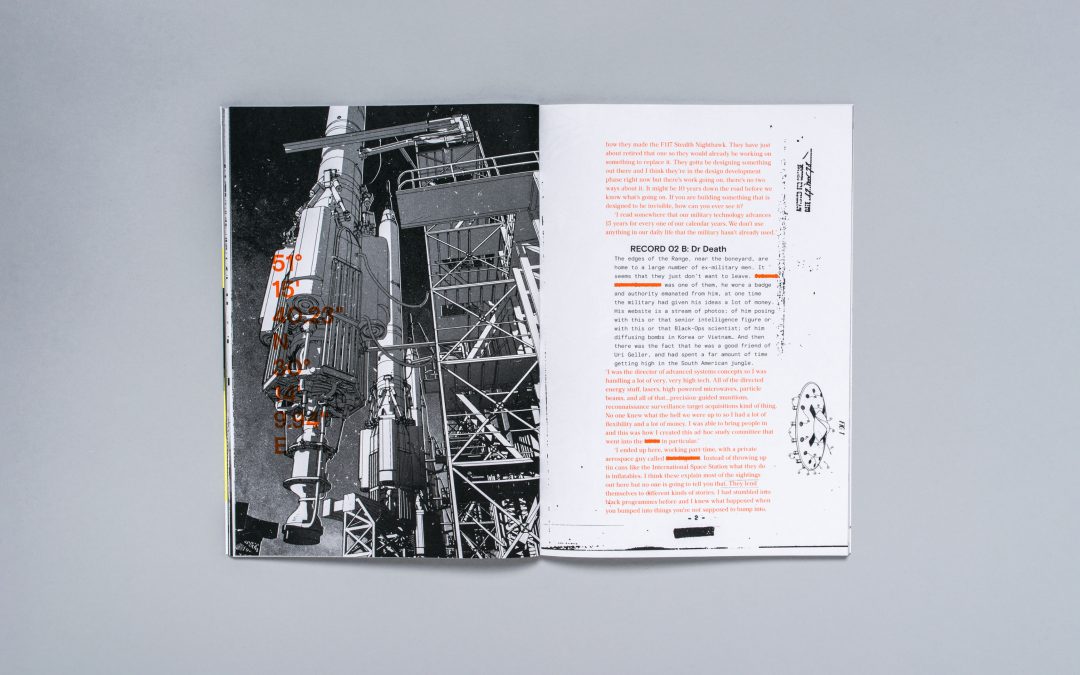 51°
15'
40.23"
N,
30°
14'
9.94"
E
how they made the F117 Stealth Nighthawk. They have just
about retired that one so they would already be working on
something to replace it. They gotta be designing something
out there and I think they're in the design development
phase right now but there's work going on, there's no two
ways about it. It might be 10 years down the road before we
know what's going on. If you are building something that is
designed to be invisible, how can you ever see it?
'I read somewhere that our military technology advances
15 years for every one of our calendar years. We don't use
anything in our daily life that the military hasn't already used
RECORD 02 B: Dr Death
The edges of the Range, near the boneyard, are
home to a large number of ex-military men. It
seems that they just don't want to leave.
was one of them, he wore a badge
and authority emanated from him, at one time
the military had given his ideas a lot of money.
His website is a stream of photos; of him posing
with this or that senior intelligence figure or
with this or that Black-Ops scientist; of him
diffusing bombs in Korea or Vietnam… And then
there was the fact that he was a good friend of
Uri Geller, and had spent a far amount of time
getting high in the South American jungle.
'I was the director of advanced systems concepts so I was
handling a lot of very, very high tech. All of the directed
energy stuff, lasers, high powered microwaves, particle
beams, and all of that…precision guided munitions,
reconnaissance surveillance target acquisitions kind of thing.
No one knew what the hell we were up to so I had a lot of
flexibility and a lot of money. I was able to bring people in
and this was how I created this ad hoc study committee that
went into the in particular.'
'I ended up here, working part-time, with a private
aerospace guy called Instead of throwing up
tin cans like the International Space Station what they do
is inflatables. I think these explain most of the sightings
out here but no one is going to tell you that. They lend
themselves to different kinds of stories. I had stumbled into
black programmes before and I knew what happened when
you bumped into things you're not supposed to bump into.
- 2 -